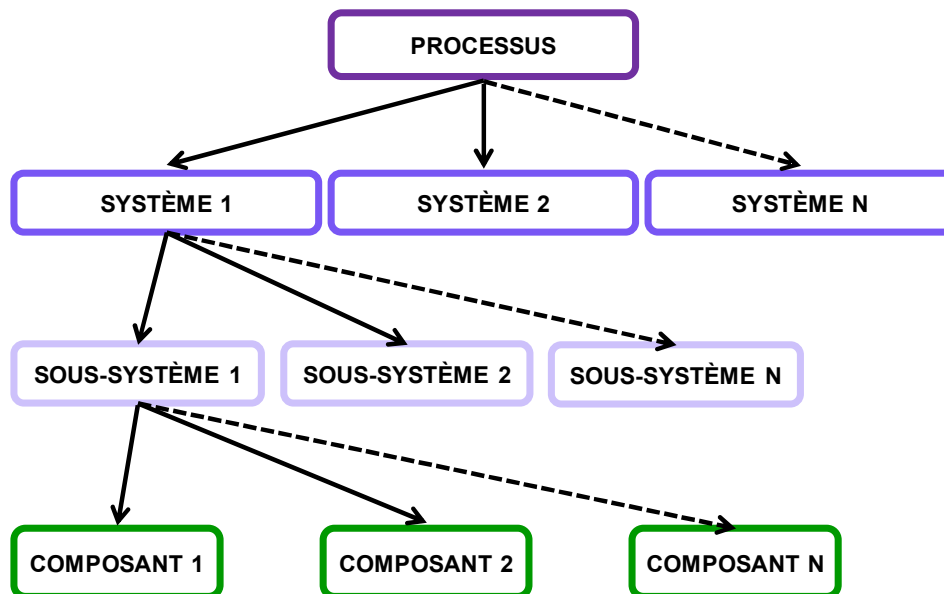 PROCESSUS
SYSTÈME 1
SYSTÈME 2
SYSTÈME N
SOUS-SYSTÈME 1
SOUS-SYSTÈME 2
SOUS-SYSTÈME N
COMPOSANT 1
COMPOSANT 2
COMPOSANT N